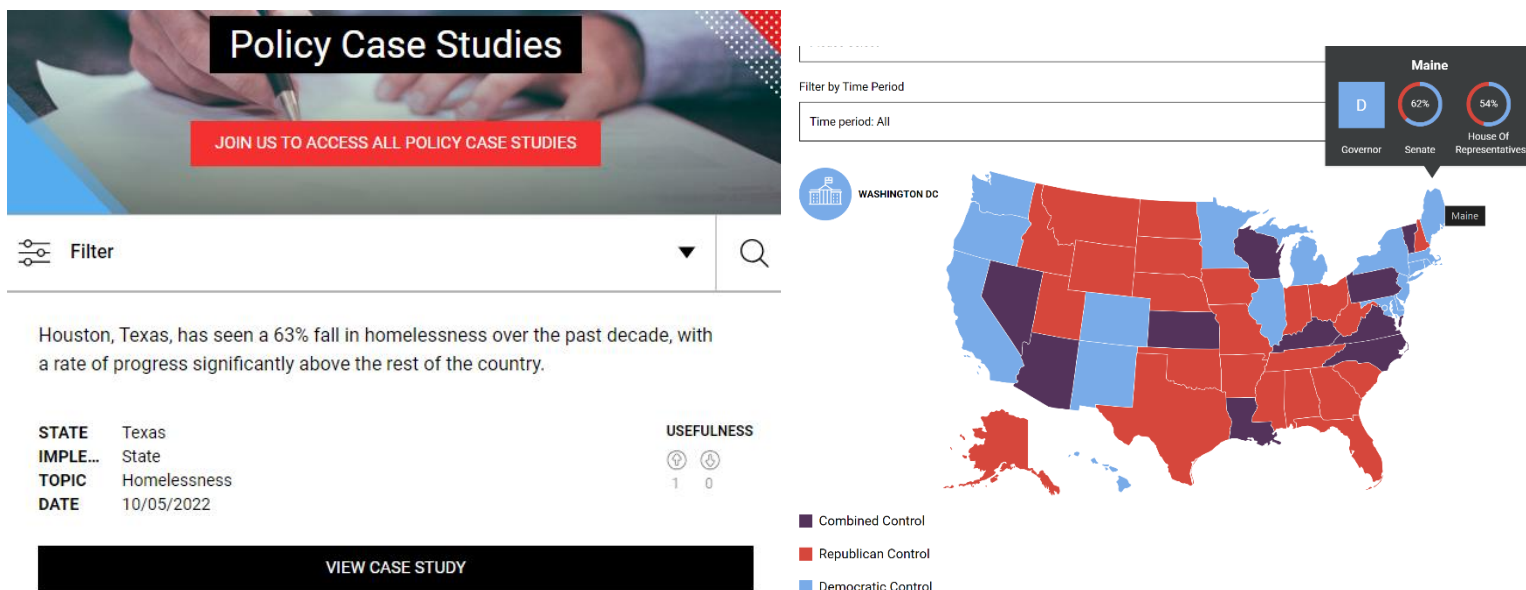 Policy Case Studies
JOIN US TO ACCESS ALL POLICY CASE STUDIES
Filter
Houston, Texas, has seen a 63% fall in homelessness over the past decade, with
a rate of progress significantly above the rest of the country.
STATE Texas
IMPLE... State
TOPIC Homelessness
DATE 10/05/2022
USEFULNESS
1 0
VIEW CASE STUDY
Filter by Time Period
Time period: All
WASHINGTON DC
Maine
D 62% 54%
Governor Senate House Of
Representatives
Maine
Combined Control
Republican Control
Democratic Control